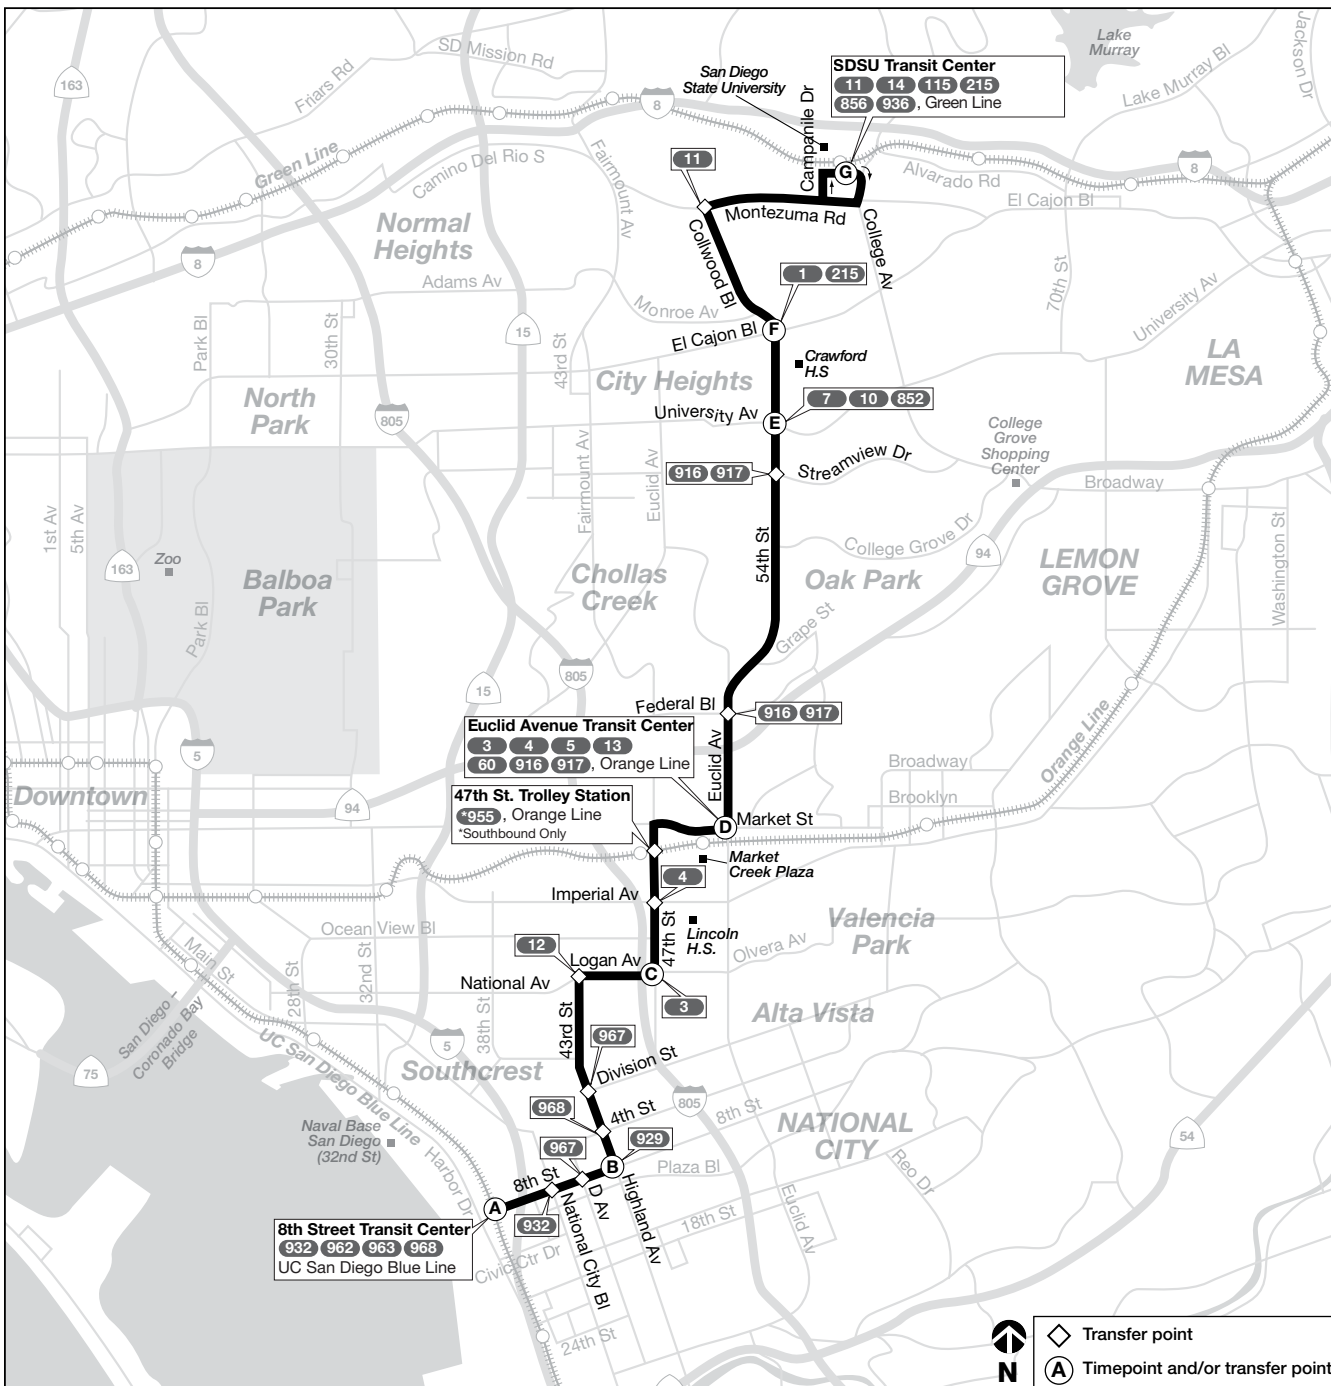 Lake
Murray
Jackson Dr
SD Mission Rd
163
Friars Rd
San Diego
State University
SDSU Transit Center
11 14 115 215
856 936, Green Line
Lake Murray Bl
8
Campanile Dr
Green Line
Camino Del Rio S
Fairmount Av
11
G
Alvarado Rd
8
El Cajon Bl
Normal
Heights
Montezuma Rd
Collwood Bl
College Av
8
Adams Av
1 215
70th St
University Av
Monroe Av
Park Bl
30th St
15
43rd St
El Cajon Bl
F
Crawford
H.S
LA
MESA
City Heights
North
Park
805
7 10 852
University Av
E
College
Grove
Shopping
Center
Fairmount Av
Euclid Av
916 917
Streamview Dr
Broadway
1st Av
5th Av
54th St
College Grove Dr
94
Washington St
Zoo
163
Balboa
Park
Park Bl
Chollas
Creek
Oak Park
LEMON
GROVE
Grape St
805
15
Federal Bl
916 917
Orange Line
Euclid Avenue Transit Center
3 4 5 13
60 916 917, Orange Line
Euclid Av
5
Broadway
Brooklyn
Downtown
94
47th St. Trolley Station
*955, Orange Line
*Southbound Only
D
Market St
Market
Creek Plaza
4
Imperial Av
47th St
Lincoln
H.S.
Valencia
Park
Ocean View Bl
Olvera Av
Main St
12
Logan Av
C
National Av
28th St
32nd St
38th St
43rd St
3
Alta Vista
San Diego –
Coronado Bay
Bridge
75
UC San Diego Blue Line
5
Southcrest
967
Division St
805
968
4th St
8th St
NATIONAL
CITY
54
Naval Base
San Diego
(32nd St)
Harbor Dr
967
929
B
Plaza Bl
Reo Dr
8th St
D Av
Highland Av
A
932
National City Bl
18th St
Euclid Av
8th Street Transit Center
932 962 963 968
UC San Diego Blue Line
Civic Ctr Dr
24th St
N
Transfer point
A Timepoint and/or transfer point